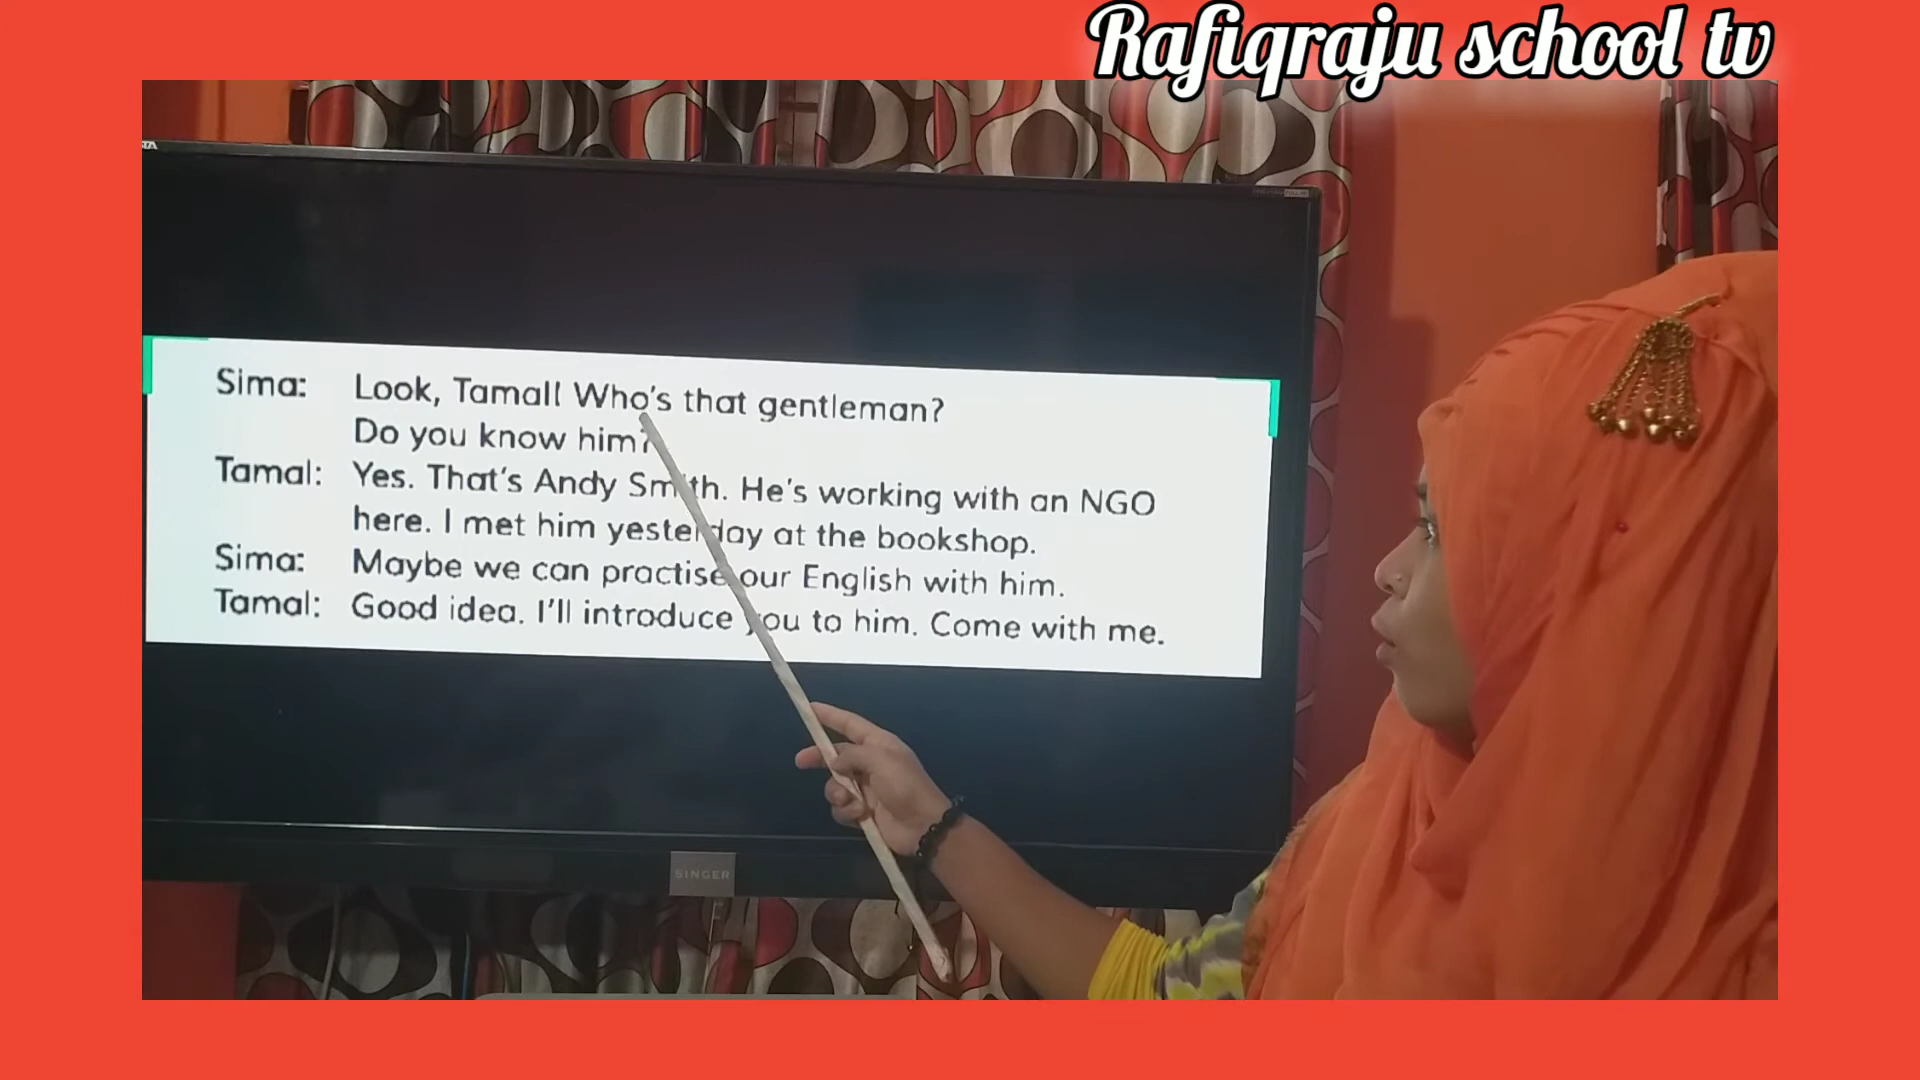 Rafiqraju school tv
Sima: Look, Tamal! Who's that gentleman?
Do you know him?
Tamal: Yes. That's Andy Smith. He's working with an NGO
here. I met him yesterday at the bookshop.
Sima: Maybe we can practise our English with him.
Tamal: Good idea. I'll introduce you to him. Come with me.
SINGER